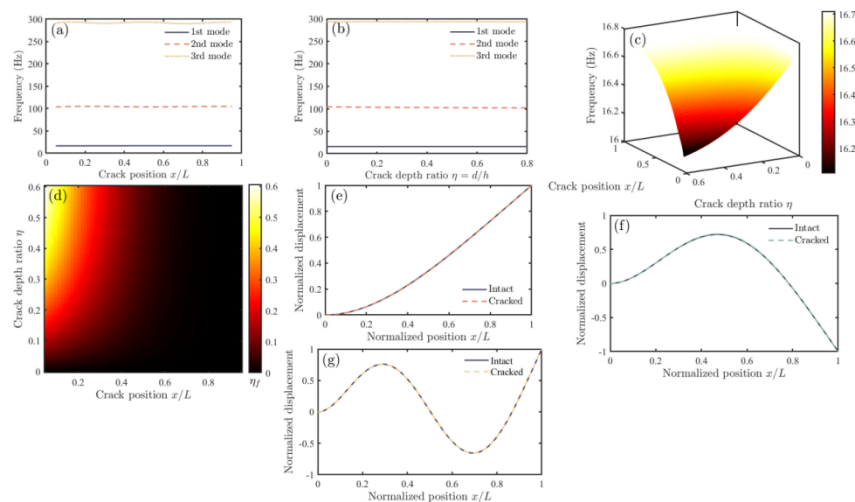 (a)
1st mode
2nd mode
3rd mode
Frequency (Hz)
300
250
200
150
100
50
0
0.2
0.4
0.6
0.8
1
Crack position x/L
(b)
1st mode
2nd mode
3rd mode
Frequency (Hz)
300
250
200
150
100
50
0
0
0.2
0.4
0.6
0.8
Crack depth ratio η = d/h
(c)
Frequency (Hz)
16.8
16.6
16.4
16.2
16
1
0.5
0
0.6
0.4
0.2
0
Crack position x/L
Crack depth ratio η
16.7
16.6
16.5
16.4
16.3
16.2
(d)
Crack depth ratio η
0.6
0.5
0.4
0.3
0.2
0.1
0
0.2
0.4
0.6
0.8
Crack position x/L
0.6
0.5
0.4
0.3
0.2
0.1
0
η_f
(e)
Normalized displacement
1
0.8
0.6
0.4
0.2
0
Intact
Cracked
0
0.2
0.4
0.6
0.8
1
Normalized position x/L
(f)
Normalized displacement
1
0.5
0
-0.5
-1
Intact
Cracked
0
0.2
0.4
0.6
0.8
1
Normalized position x/L
(g)
Normalized displacement
1
0.5
0
-0.5
-1
Intact
Cracked
0
0.2
0.4
0.6
0.8
1
Normalized position x/L